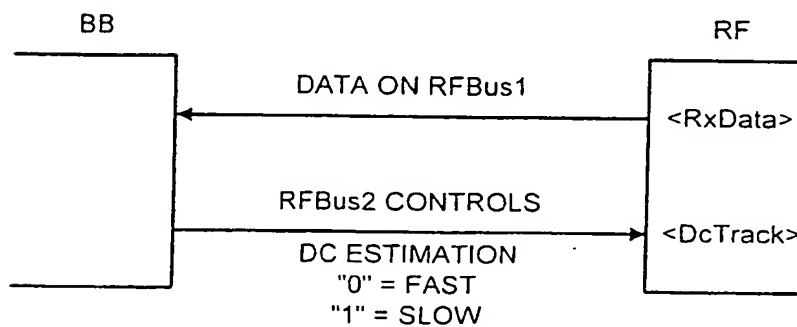 BB
RF
DATA ON RFBus1
<RxData>
RFBus2 CONTROLS
<DcTrack>
DC ESTIMATION
"0" = FAST
"1" = SLOW